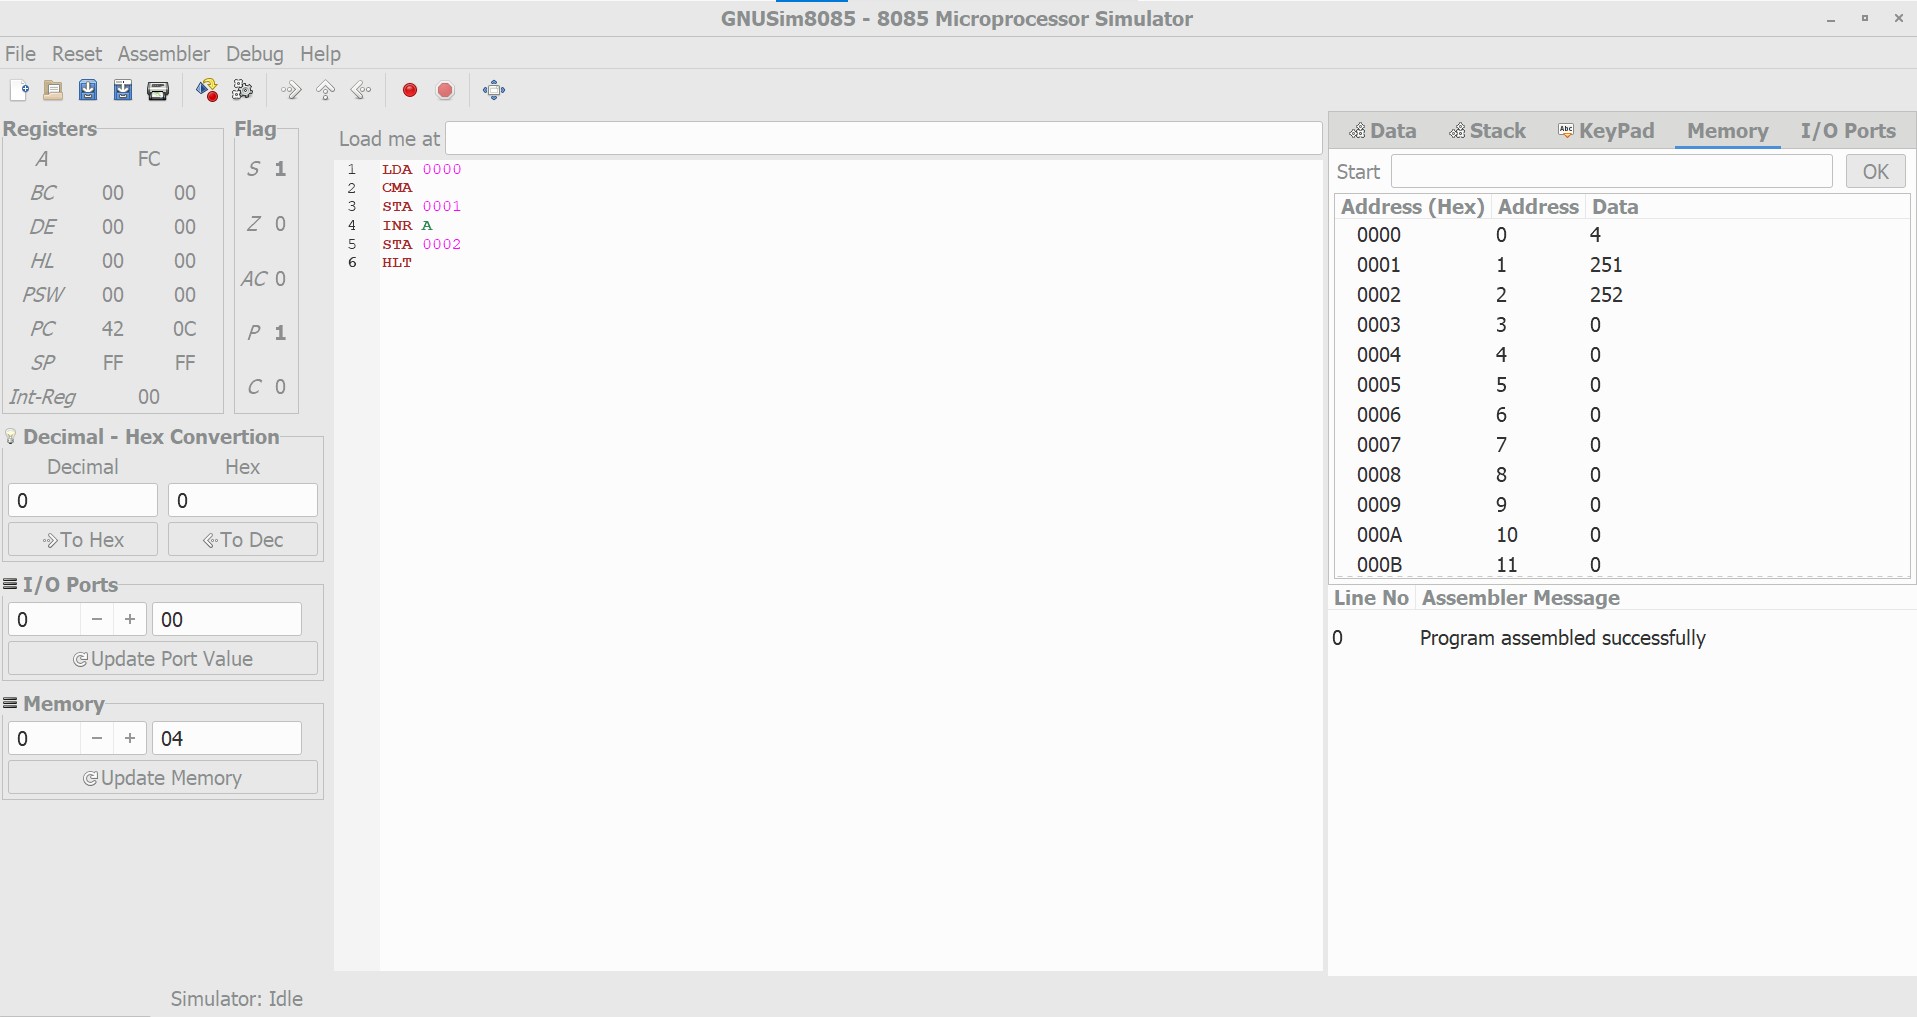 GNUSim8085 - 8085 Microprocessor Simulator
File Reset Assembler Debug Help
Registers
A FC
BC 00 00
DE 00 00
HL 00 00
PSW 00 00
PC 42 0C
SP FF FF
Int-Reg 00
Flag
S 1
Z 0
AC 0
P 1
C 0
Decimal - Hex Convertion
Decimal Hex
0 0
To Hex To Dec
I/O Ports
0 − + 00
Update Port Value
Memory
0 − + 04
Update Memory
Load me at
1 LDA 0000
2 CMA
3 STA 0001
4 INR A
5 STA 0002
6 HLT
Data Stack Abc KeyPad Memory I/O Ports
Start OK
Address (Hex) Address Data
0000 0 4
0001 1 251
0002 2 252
0003 3 0
0004 4 0
0005 5 0
0006 6 0
0007 7 0
0008 8 0
0009 9 0
000A 10 0
000B 11 0
Line No Assembler Message
0 Program assembled successfully
Simulator: Idle